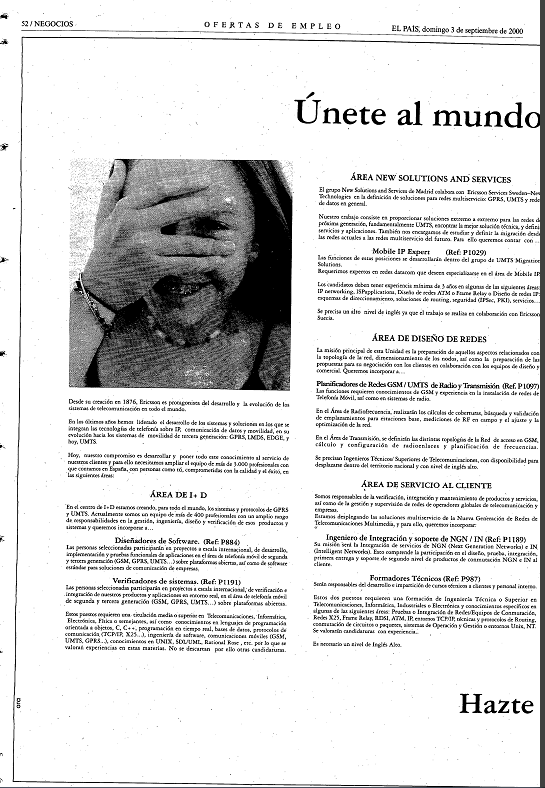 52 / NEGOCIOS
OFERTAS DE EMPLEO
EL PAÍS, domingo 3 de septiembre de 2000
Únete al mundo
Desde su creación en 1876, Ericsson es protagonista del desarrollo y la evolución de los
sistemas de telecomunicación en todo el mundo.
En los últimos años hemos liderado el desarrollo de los sistemas y soluciones en los que se
integran las tecnologías de telefonía sobre IP, comunicación de datos y movilidad, en su
evolución hacia los sistemas de movilidad de tercera generación: GPRS, LMDS, EDGE, y
hoy, UMTS.
Hoy, nuestro compromiso es desarrollar y poner todo este conocimiento al servicio de
nuestros clientes y para ello necesitamos ampliar el equipo de más de 3.000 profesionales con
que contamos en España, con personas como tú, comprometidas con la calidad y el éxito, en
las siguientes áreas:
ÁREA DE I + D
En el centro de I+D estamos creando, para todo el mundo, los sistemas y protocolos de GPRS
y UMTS. Actualmente somos un equipo de más de 400 profesionales con un amplio rango
de responsabilidades en la gestión, ingeniería, diseño y verificación de esos productos y
sistemas y queremos incorporar a...
Diseñadores de Software. (Ref: P884)
Las personas seleccionadas participarán en proyectos a escala internacional, de desarrollo,
implementación y pruebas funcionales de aplicaciones en el área de telefonía móvil de segunda
y tercera generación (GSM, GPRS, UMTS...) sobre plataformas abiertas, así como de software
estándar para soluciones de comunicación de empresas.
Verificadores de sistemas. (Ref: P1191)
Las personas seleccionadas participarán en proyectos a escala internacional, de verificación e
integración de nuestros productos y aplicaciones en entorno real, en el área de telefonía móvil
de segunda y tercera generación (GSM, GPRS, UMTS...) sobre plataformas abiertas.
Estos puestos requieren una titulación media o superior en Telecomunicaciones, Informática,
Electrónica, Física o semejantes, así como conocimientos en lenguajes de programación
orientada a objetos, C, C++, programación en tiempo real, bases de datos, protocolos de
comunicación (TCP/IP, X25...), ingeniería de software, comunicaciones móviles (GSM,
UMTS, GPRS...), conocimientos en UNIX, SDL/UML, Rational Rose, etc. por lo que se
valorará experiencias en estas materias. No se descartan por ello otras candidaturas.
ÁREA NEW SOLUTIONS AND SERVICES
El grupo New Solutions and Services de Madrid colabora con Ericsson Services Sweden-New
Technologies en la definición de soluciones para redes multiservicio: GPRS, UMTS y rede
de datos en general.
Nuestro trabajo consiste en proporcionar soluciones extremo a extremo para las redes d
próxima generación, fundamentalmente UMTS, encontrar la mejor solución técnica, y defini
servicios y aplicaciones. También nos encargamos de estudiar y definir la migración desde
las redes actuales a las redes multiservicio del futuro. Para ello queremos contar con ...
Mobile IP Expert (Ref: P1029)
Las funciones de estas posiciones se desarrollarán dentro del grupo de UMTS Migration
Solutions.
Requerimos expertos en redes datacom que deseen especializarse en el área de Mobile IP
Los candidatos deben tener experiencia mínima de 3 años en algunas de las siguientes áreas:
IP networking, ISPapplications, Diseño de redes ATM o Frame Relay o Diseño de redes IP:
esquemas de direccionamiento, soluciones de routing, seguridad (IPSec, PKI), servicios...
Se precisa un alto nivel de inglés ya que el trabajo se realiza en colaboración con Ericsson
Suecia.
ÁREA DE DISEÑO DE REDES
La misión principal de esta Unidad es la preparación de aquellos aspectos relacionados con
la topología de la red, dimensionamiento de los nodos, así como la preparación de las
propuestas para su negociación con los clientes en colaboración con los equipos de diseño y
comercial. Queremos incorporar a...
Planificadores de Redes GSM / UMTS de Radio y Transmisión (Ref. P1097)
Las funciones requieren conocimientos de GSM y experiencia en la instalación de redes de
Telefonía Móvil, así como en sistemas de radio.
En el Área de Radiofrecuencia, realizarán los cálculos de coberturas, búsqueda y validación
de emplazamientos para estaciones base, mediciones de RF en campo y el ajuste y la
optimización de la red.
En el Área de Transmisión, se definirán las distintas topologías de la Red de acceso en GSM,
cálculo y configuración de radioenlaces y planificación de frecuencias.
Se precisan Ingenieros Técnicos/ Superiores de Telecomunicaciones, con disponibilidad para
desplazarse dentro del territorio nacional y con nivel de inglés alto.
ÁREA DE SERVICIO AL CLIENTE
Somos responsables de la verificación, integración y mantenimiento de productos y servicios,
así como de la gestión y supervisión de redes de operadores globales de telecomunicación y
empresas.
Estamos desplegando las soluciones multiservicio de la Nueva Generación de Redes de
Telecomunicaciones Multimedia, y para ello, queremos incorporar:
Ingeniero de Integración y soporte de NGN / IN (Ref: P1189)
Su misión será la Integración de servicios de NGN (Next Generation Networks) e IN
(Intelligent Networks). Esto comprende la participación en el diseño, prueba, integración,
primera entrega y soporte de segundo nivel de productos de conmutación NGN e IN al
cliente.
Formadores Técnicos (Ref: P987)
Serán responsables del desarrollo e impartición de cursos técnicos a clientes y personal interno.
Estos dos puestos requieren una formación de Ingeniería Técnica o Superior en
Telecomunicaciones, Informática, Industriales o Electrónica y conocimientos específicos en
algunas de las siguientes áreas: Pruebas o Integración de Redes/Equipos de Conmutación,
Redes X25, Frame Relay, RDSI, ATM, IP, entornos TCP/IP, técnicas y protocolos de Routing,
conmutación de circuitos o paquetes, sistemas de Operación y Gestión o entornos Unix, NT.
Se valorarán candidaturas con experiencia..
Es necesario un nivel de Inglés Alto.
Hazte